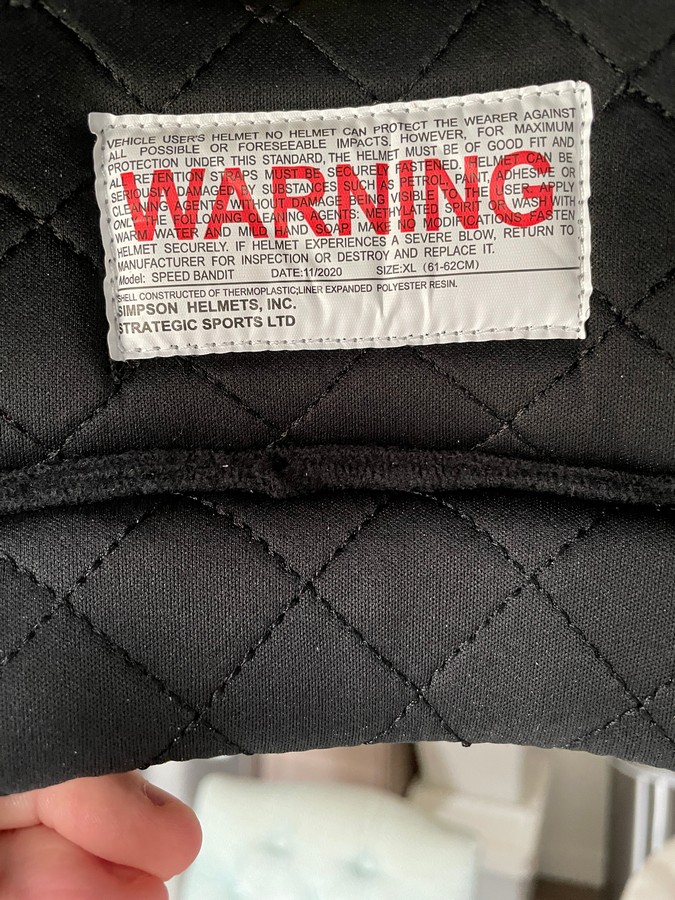 VEHICLE USER'S HELMET. NO HELMET CAN PROTECT THE WEARER AGAINST
ALL POSSIBLE OR FORESEEABLE IMPACTS. HOWEVER, FOR MAXIMUM
PROTECTION UNDER THIS STANDARD, THE HELMET MUST BE OF GOOD FIT AND
ALL RETENTION STRAPS MUST BE SECURELY FASTENED. HELMET CAN BE
SERIOUSLY DAMAGED BY SUBSTANCES SUCH AS PETROL, PAINT, ADHESIVE OR
CLEANING AGENTS WITHOUT DAMAGE BEING VISIBLE TO THE USER. APPLY
ONLY THE FOLLOWING CLEANING AGENTS: METHYLATED SPIRIT OR WASH WITH
WARM WATER AND MILD HAND SOAP. MAKE NO MODIFICATIONS. FASTEN
HELMET SECURELY. IF HELMET EXPERIENCES A SEVERE BLOW, RETURN TO
MANUFACTURER FOR INSPECTION OR DESTROY AND REPLACE IT.
WARNING
Model: SPEED BANDIT DATE:11/2020 SIZE:XL (61-62CM)
SHELL CONSTRUCTED OF THERMOPLASTIC;LINER EXPANDED POLYESTER RESIN.
SIMPSON HELMETS, INC.
STRATEGIC SPORTS LTD